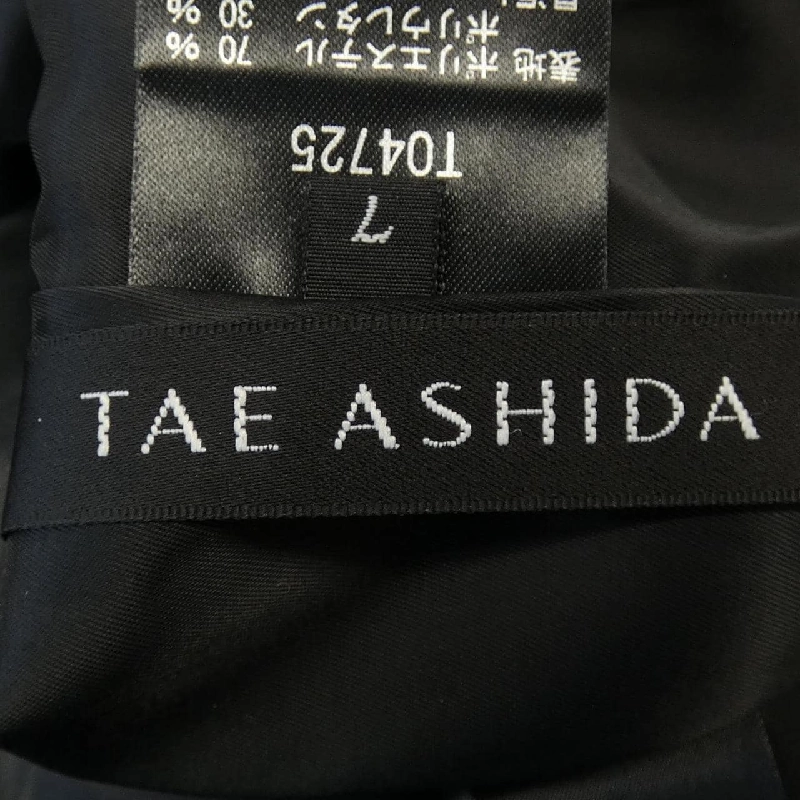 TAE ASHIDA
7
T04725
表地 ポリエステル 70 %
ポリウレタン 30 %